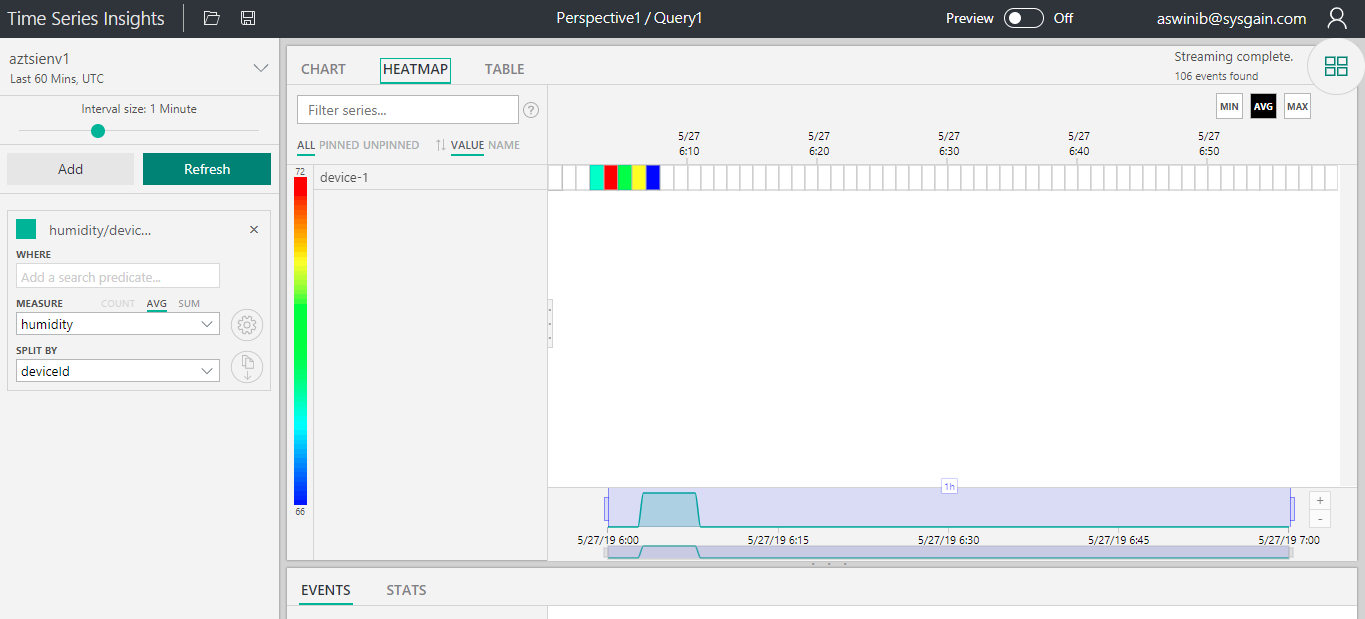 Time Series Insights
Perspective1 / Query1
Preview Off
aswinib@sysgain.com
aztsienv1
Last 60 Mins, UTC
Interval size: 1 Minute
Add Refresh
humidity/devic... ×
WHERE
Add a search predicate...
MEASURE COUNT AVG SUM
humidity
SPLIT BY
deviceId
CHART HEATMAP TABLE
Streaming complete.
106 events found
Filter series... ?
MIN AVG MAX
ALL PINNED UNPINNED VALUE NAME
5/27 5/27 5/27 5/27 5/27
6:10 6:20 6:30 6:40 6:50
72
device-1
66
1h
+
-
5/27/19 6:00 5/27/19 6:15 5/27/19 6:30 5/27/19 6:45 5/27/19 7:00
EVENTS STATS